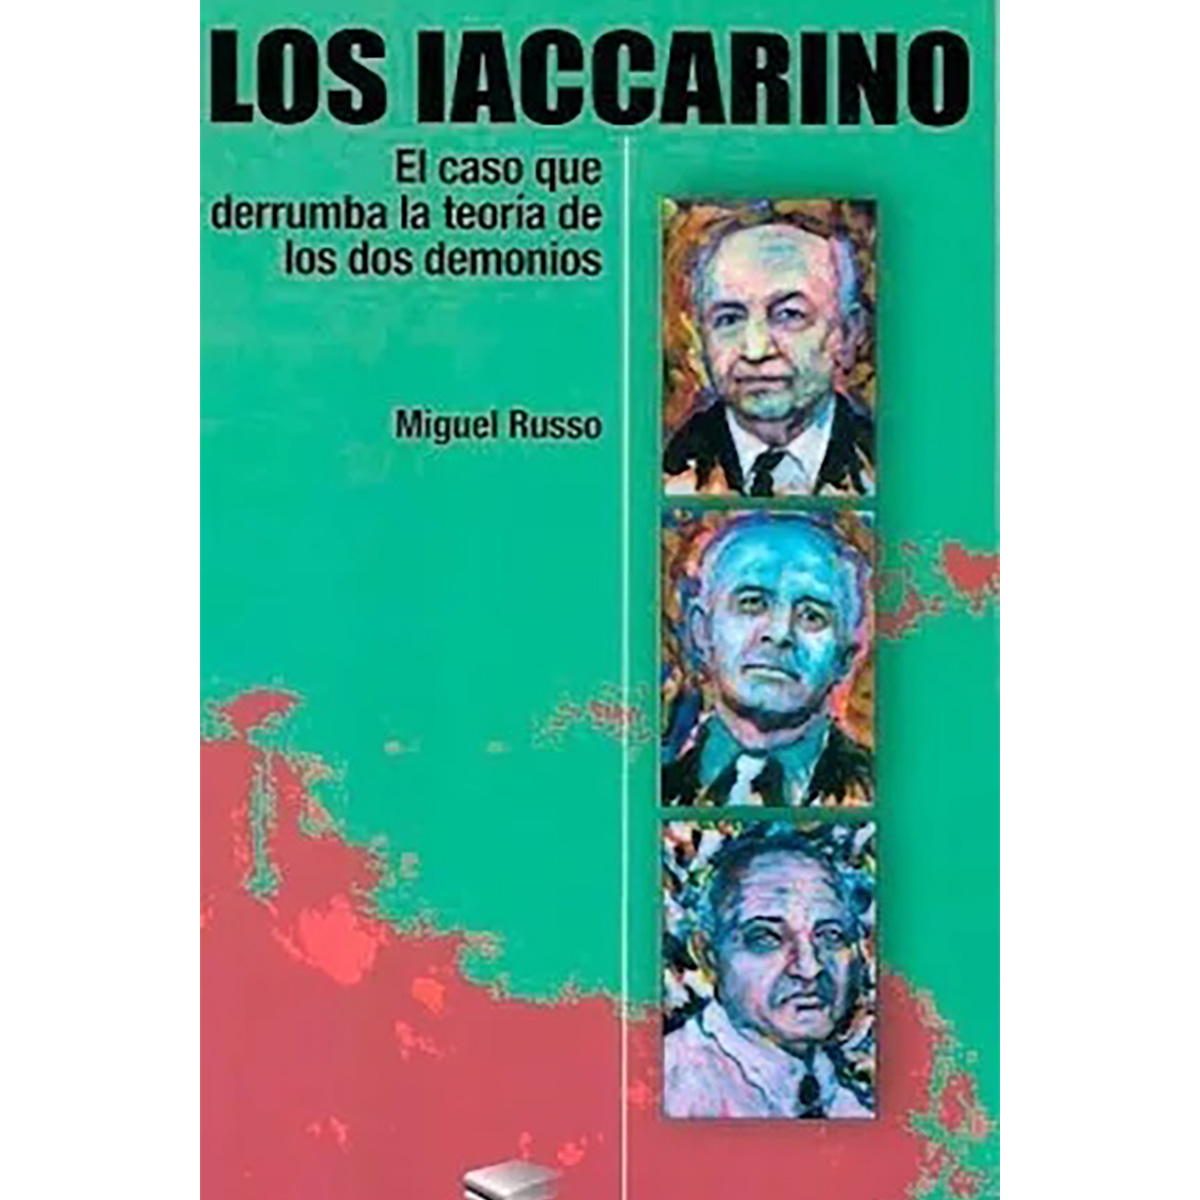 LOS IACCARINO
El caso que
derrumba la teoría de
los dos demonios
Miguel Russo